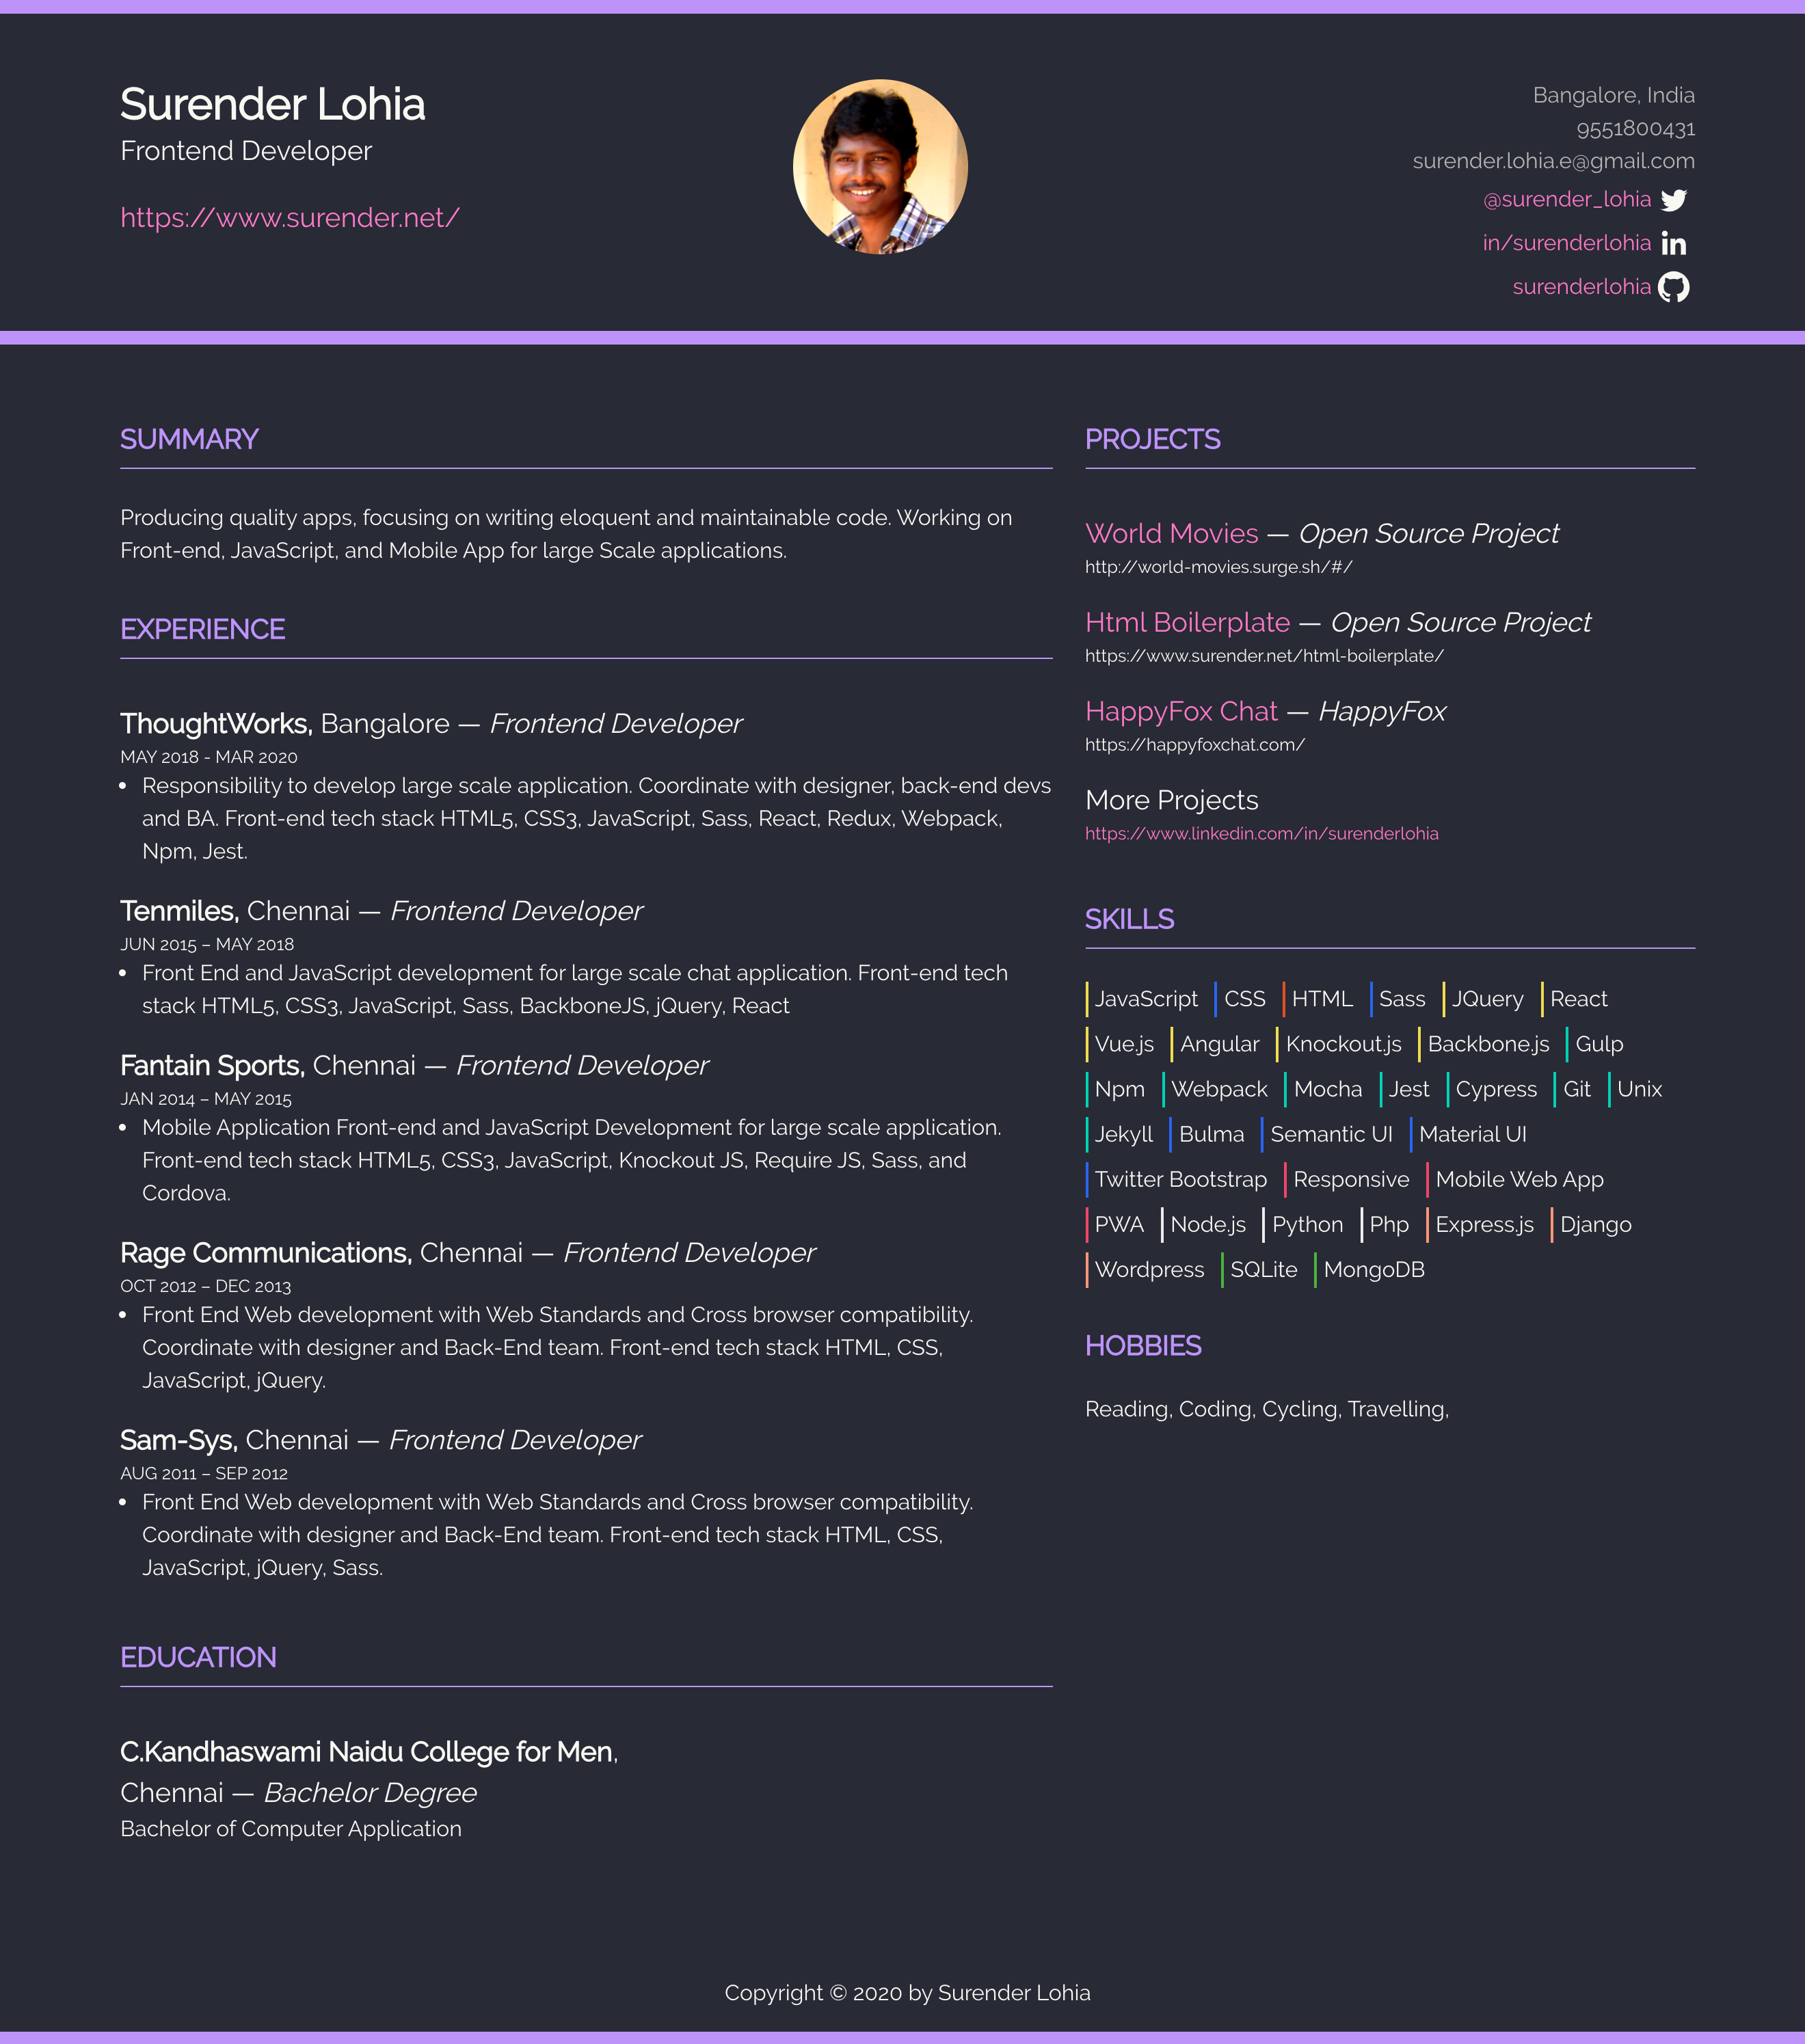 Surender Lohia
Frontend Developer
https://www.surender.net/
Bangalore, India
9551800431
surender.lohia.e@gmail.com
@surender_lohia
in/surenderlohia
surenderlohia
SUMMARY
Producing quality apps, focusing on writing eloquent and maintainable code. Working on
Front-end, JavaScript, and Mobile App for large Scale applications.
EXPERIENCE
ThoughtWorks, Bangalore — Frontend Developer
MAY 2018 - MAR 2020
• Responsibility to develop large scale application. Coordinate with designer, back-end devs
and BA. Front-end tech stack HTML5, CSS3, JavaScript, Sass, React, Redux, Webpack,
Npm, Jest.
Tenmiles, Chennai — Frontend Developer
JUN 2015 – MAY 2018
• Front End and JavaScript development for large scale chat application. Front-end tech
stack HTML5, CSS3, JavaScript, Sass, BackboneJS, jQuery, React
Fantain Sports, Chennai — Frontend Developer
JAN 2014 – MAY 2015
• Mobile Application Front-end and JavaScript Development for large scale application.
Front-end tech stack HTML5, CSS3, JavaScript, Knockout JS, Require JS, Sass, and
Cordova.
Rage Communications, Chennai — Frontend Developer
OCT 2012 – DEC 2013
• Front End Web development with Web Standards and Cross browser compatibility.
Coordinate with designer and Back-End team. Front-end tech stack HTML, CSS,
JavaScript, jQuery.
Sam-Sys, Chennai — Frontend Developer
AUG 2011 – SEP 2012
• Front End Web development with Web Standards and Cross browser compatibility.
Coordinate with designer and Back-End team. Front-end tech stack HTML, CSS,
JavaScript, jQuery, Sass.
EDUCATION
C.Kandhaswami Naidu College for Men,
Chennai — Bachelor Degree
Bachelor of Computer Application
PROJECTS
World Movies — Open Source Project
http://world-movies.surge.sh/#/
Html Boilerplate — Open Source Project
https://www.surender.net/html-boilerplate/
HappyFox Chat — HappyFox
https://happyfoxchat.com/
More Projects
https://www.linkedin.com/in/surenderlohia
SKILLS
JavaScript CSS HTML Sass JQuery React
Vue.js Angular Knockout.js Backbone.js Gulp
Npm Webpack Mocha Jest Cypress Git Unix
Jekyll Bulma Semantic UI Material UI
Twitter Bootstrap Responsive Mobile Web App
PWA Node.js Python Php Express.js Django
Wordpress SQLite MongoDB
HOBBIES
Reading, Coding, Cycling, Travelling,
Copyright © 2020 by Surender Lohia